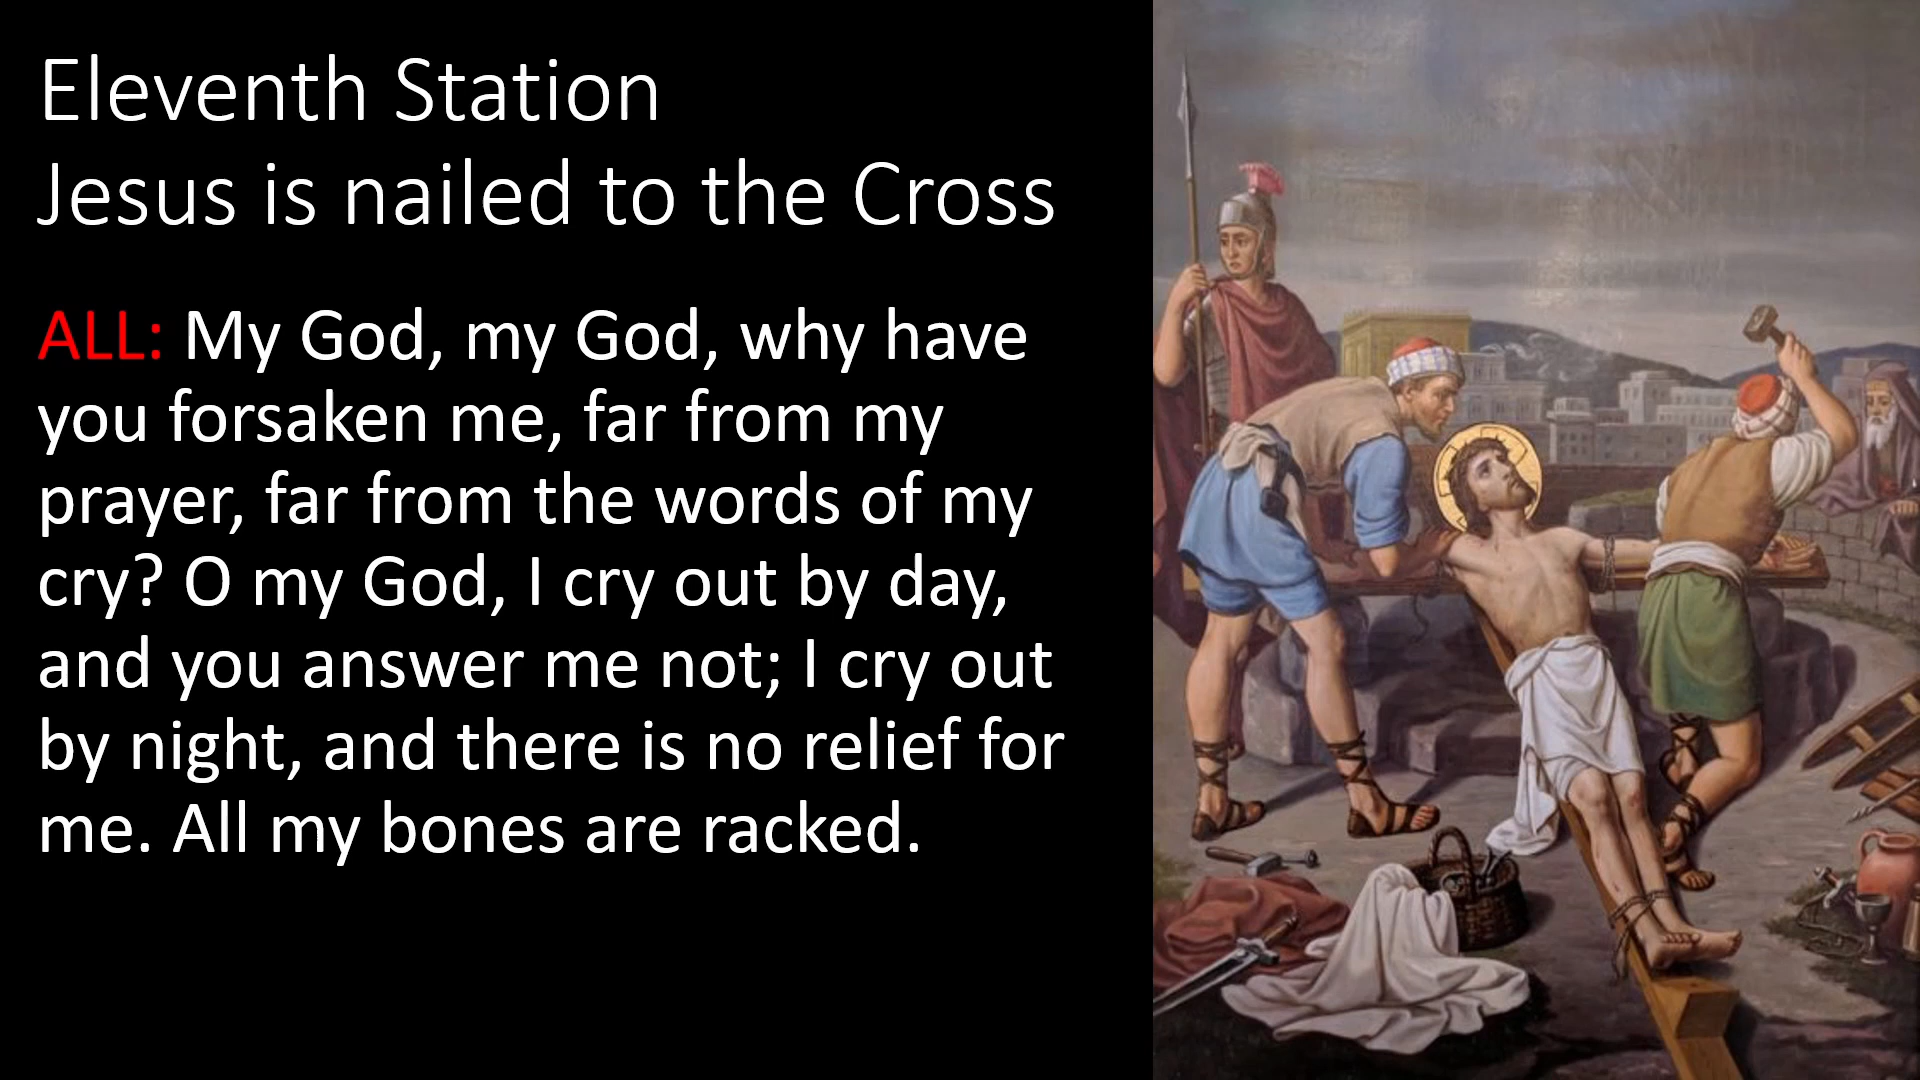 Eleventh Station
Jesus is nailed to the Cross
ALL: My God, my God, why have
you forsaken me, far from my
prayer, far from the words of my
cry? O my God, I cry out by day,
and you answer me not; I cry out
by night, and there is no relief for
me. All my bones are racked.